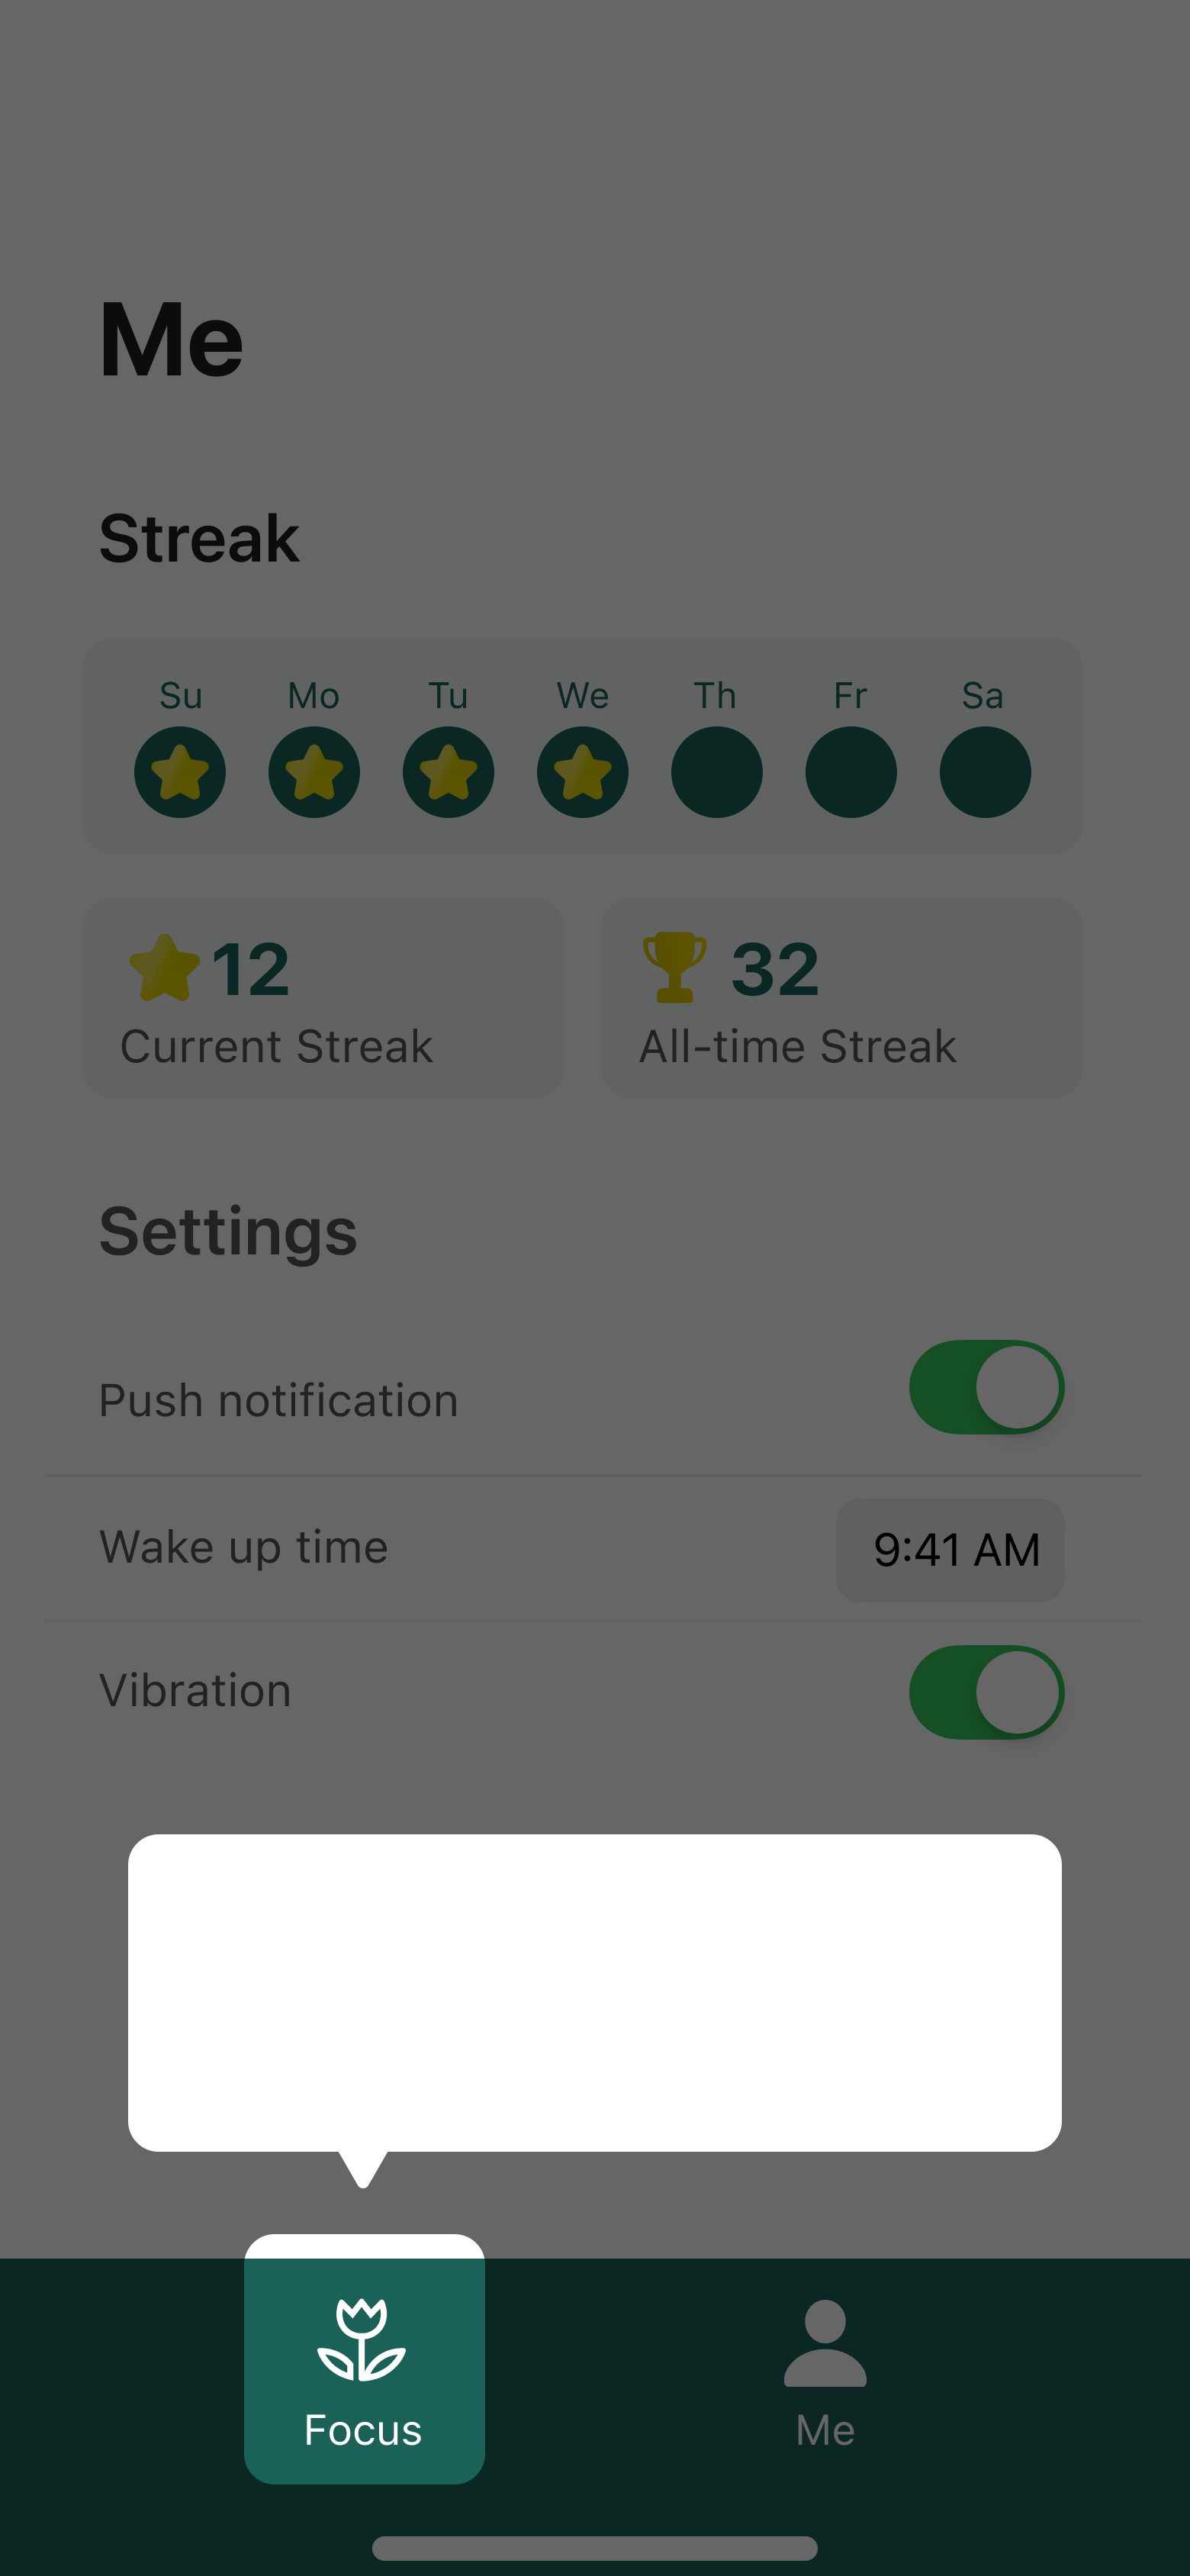 Me
Streak
Su Mo Tu We Th Fr Sa
12 32
Current Streak All-time Streak
Settings
Push notification
Wake up time 9:41 AM
Vibration
Focus Me